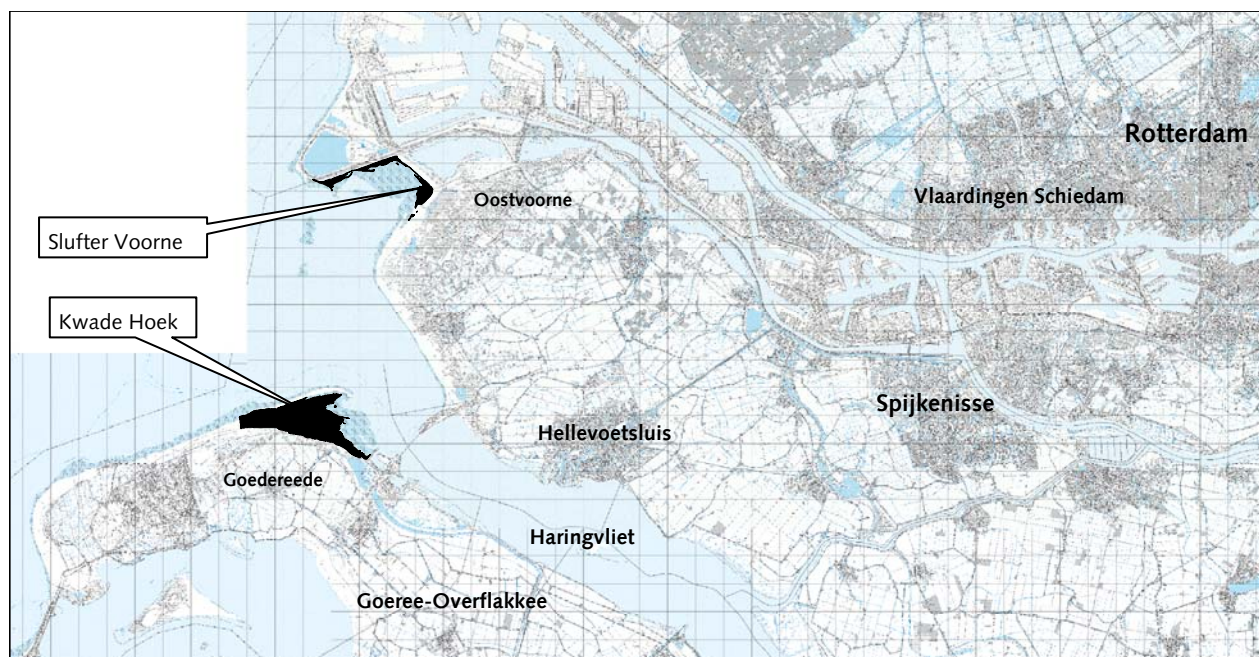 Rotterdam
Vlaardingen Schiedam
Oostvoorne
Slufter Voorne
Kwade Hoek
Spijkenisse
Hellevoetsluis
Goedereede
Haringvliet
Goeree-Overflakkee